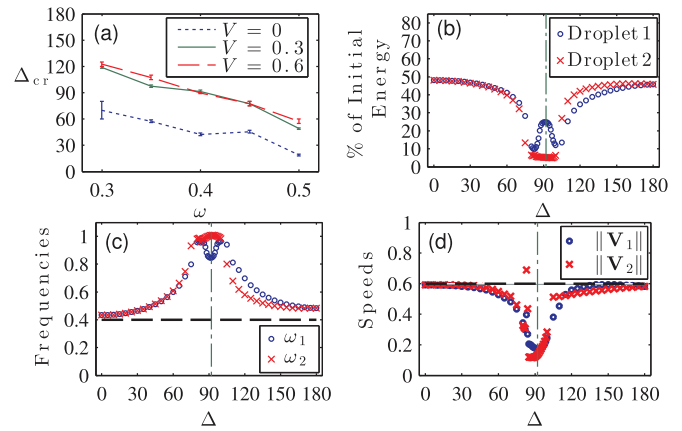 (a)
V = 0
V = 0.3
V = 0.6
Δcr
180
150
120
90
60
30
0
0.3 0.4 0.5
ω
(b)
Droplet 1
Droplet 2
% of Initial
Energy
80
70
60
50
40
30
20
10
0
0 30 60 90 120 150 180
Δ
(c)
ω1
ω2
Frequencies
1
0.8
0.6
0.4
0.2
0
0 30 60 90 120 150 180
Δ
(d)
‖V1‖
‖V2‖
Speeds
1
0.8
0.6
0.4
0.2
0
0 30 60 90 120 150 180
Δ